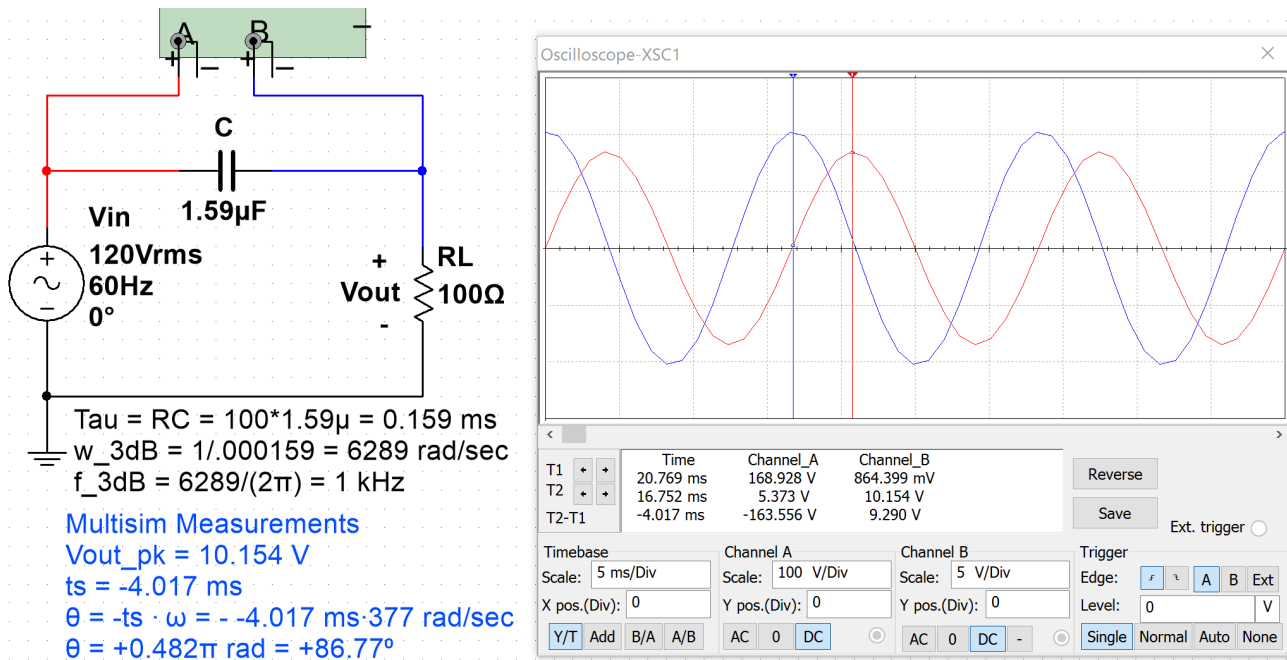 A B
+ − + −
C
1.59µF
Vin
120Vrms
60Hz
0°
+
Vout
-
RL
100Ω
Tau = RC = 100*1.59µ = 0.159 ms
w_3dB = 1/.000159 = 6289 rad/sec
f_3dB = 6289/(2π) = 1 kHz
Multisim Measurements
Vout_pk = 10.154 V
ts = -4.017 ms
θ = -ts · ω = - -4.017 ms·377 rad/sec
θ = +0.482π rad = +86.77º
Oscilloscope-XSC1
Time Channel_A Channel_B
T1 20.769 ms 168.928 V 864.399 mV
T2 16.752 ms 5.373 V 10.154 V
T2-T1 -4.017 ms -163.556 V 9.290 V
Reverse
Save
Ext. trigger
Timebase
Scale: 5 ms/Div
X pos.(Div): 0
Y/T Add B/A A/B
Channel A
Scale: 100 V/Div
Y pos.(Div): 0
AC 0 DC
Channel B
Scale: 5 V/Div
Y pos.(Div): 0
AC 0 DC -
Trigger
Edge: A B Ext
Level: 0 V
Single Normal Auto None